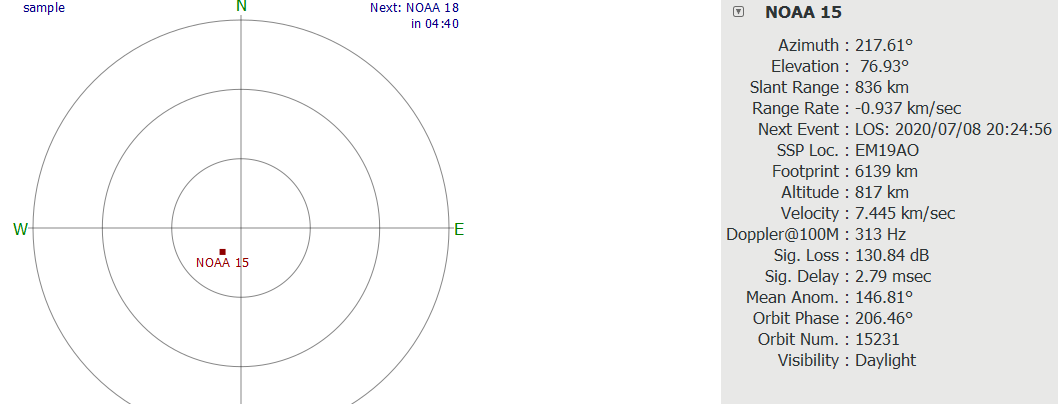 sample
N
Next: NOAA 18
in 04:40
W
E
NOAA 15
NOAA 15
Azimuth : 217.61°
Elevation : 76.93°
Slant Range : 836 km
Range Rate : -0.937 km/sec
Next Event : LOS: 2020/07/08 20:24:56
SSP Loc. : EM19AO
Footprint : 6139 km
Altitude : 817 km
Velocity : 7.445 km/sec
Doppler@100M : 313 Hz
Sig. Loss : 130.84 dB
Sig. Delay : 2.79 msec
Mean Anom. : 146.81°
Orbit Phase : 206.46°
Orbit Num. : 15231
Visibility : Daylight